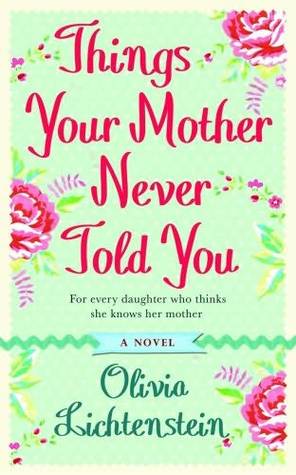 Things
Your Mother
Never
Told You
For every daughter who thinks
she knows her mother
A NOVEL
Olivia
Lichtenstein